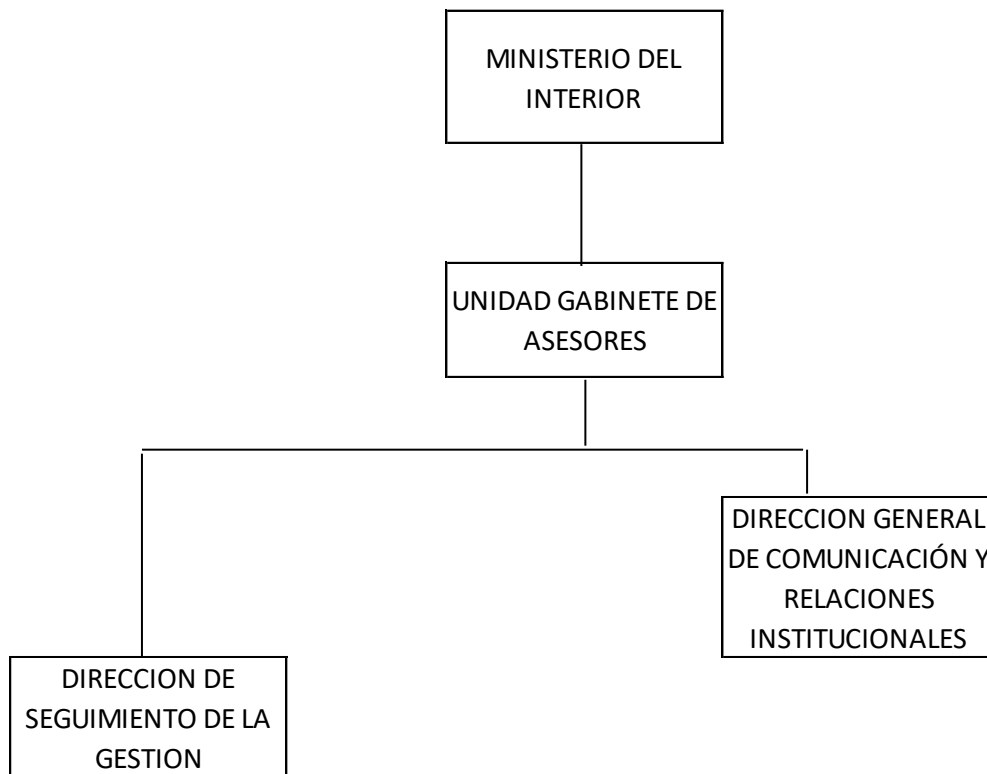 MINISTERIO DEL
INTERIOR
UNIDAD GABINETE DE
ASESORES
DIRECCION GENERAL
DE COMUNICACIÓN Y
RELACIONES
INSTITUCIONALES
DIRECCION DE
SEGUIMIENTO DE LA
GESTION